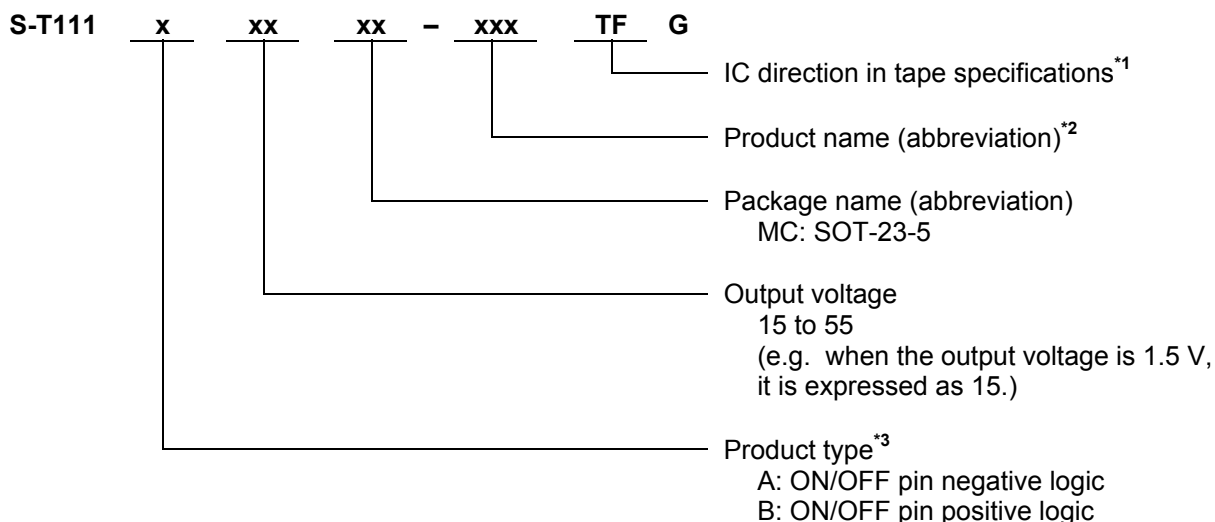 S-T111 x xx xx – xxx TF G
IC direction in tape specifications*1
Product name (abbreviation)*2
Package name (abbreviation)
MC: SOT-23-5
Output voltage
15 to 55
(e.g. when the output voltage is 1.5 V,
it is expressed as 15.)
Product type*3
A: ON/OFF pin negative logic
B: ON/OFF pin positive logic